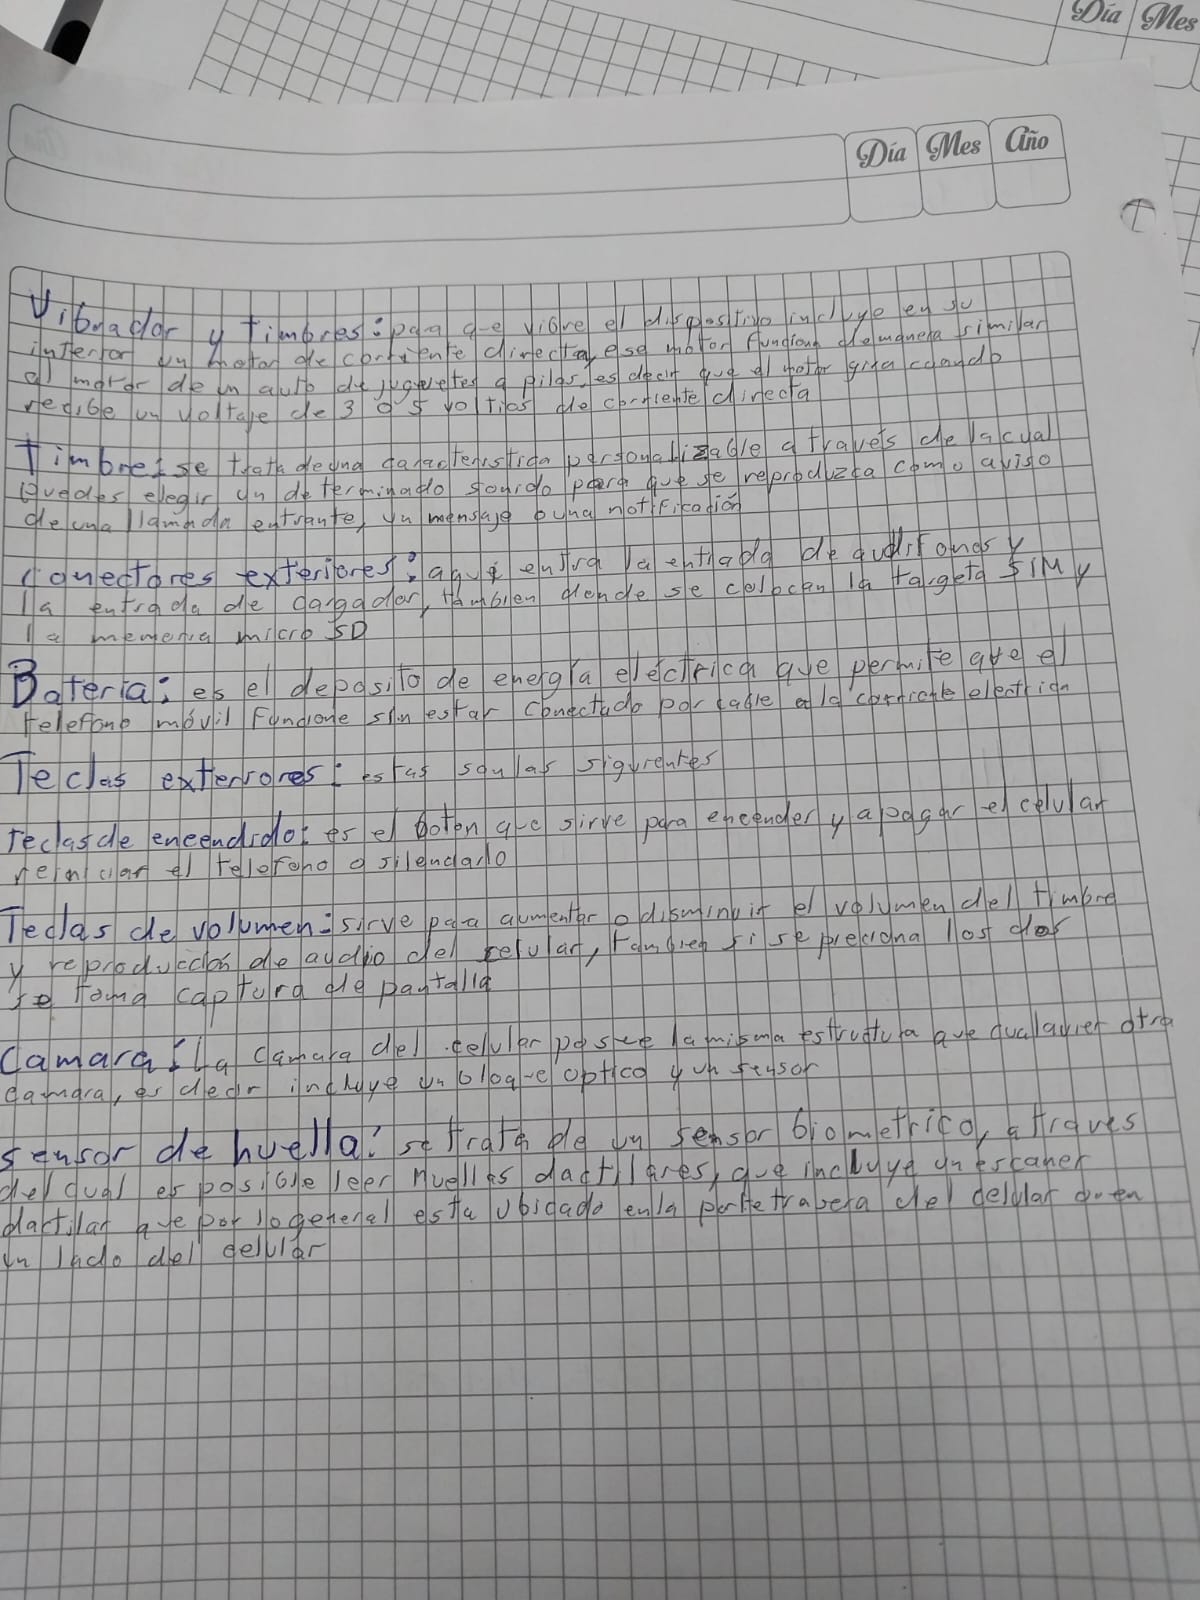 Día Mes
Día Mes Año
Vibrador y timbres: para que vibre el dispositivo incluye en su
interior un motor de corriente directa, ese motor funciona de manera similar
al motor de un auto de juguetes a pilas, es decir que el motor gira cuando
recibe un voltaje de 3 o 5 voltios de corriente directa
Timbre: se trata de una caracteristica personalizable a través de la cual
Puedes elegir un determinado sonido para que se reproduzca como aviso
de una llamada entrante, un mensaje o una notificación
Conectores exteriores: aqui entra la entrada de audifonos y
la entrada de cargador, tambien donde se colocan la targeta SIM y
la memoria micro SD
Bateria: es el deposito de energía eléctrica que permite que el
telefono móvil funcione sin estar conectado por cable a la corriente electrica
Teclas exteriores: estas son las siguientes
teclas de encendido: es el boton que sirve para encender y apagar el celular
reiniciar el telefono o silenciarlo
Teclas de volumen: sirve para aumentar o disminuir el volumen del timbre
y reproducción de audio del celular, tambien si se preciona los dos
se toma captura de pantalla
Camara: La camara del celular posee la misma estructura que cualquier otra
camara, es decir incluye un bloque optico y un sensor
sensor de huella: se trata de un sensor biometrico, a traves
del cual es posible leer huellas dactilares, que incluye un escaner
dactilar que por lo general esta ubicado en la parte trasera del celular o en
un lado del celular